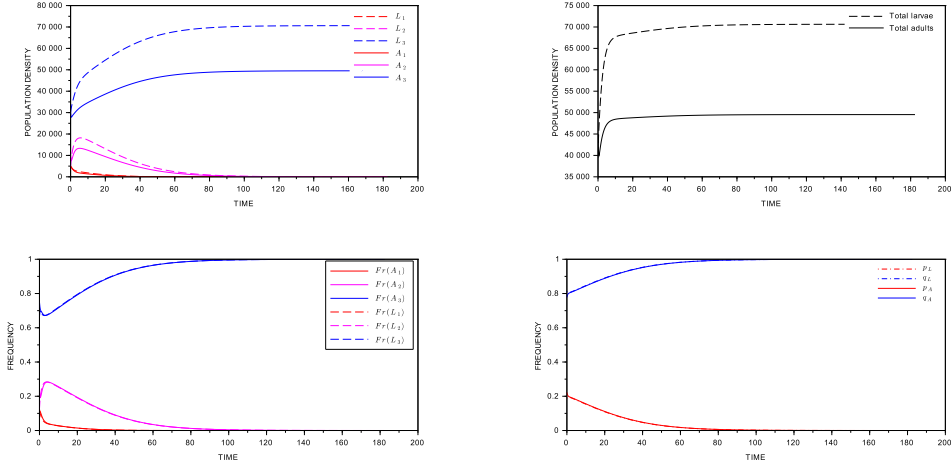 80 000
70 000
60 000
50 000
40 000
30 000
20 000
10 000
0
POPULATION DENSITY
0 20 40 60 80 100 120 140 160 180 200
TIME
L₁
L₂
L₃
A₁
A₂
A₃
75 000
70 000
65 000
60 000
55 000
50 000
45 000
40 000
35 000
POPULATION DENSITY
0 20 40 60 80 100 120 140 160 180 200
TIME
Total larvae
Total adults
1
0.8
0.6
0.4
0.2
0
FREQUENCY
0 20 40 60 80 100 120 140 160 180 200
TIME
Fr(A₁)
Fr(A₂)
Fr(A₃)
Fr(L₁)
Fr(L₂)
Fr(L₃)
1
0.8
0.6
0.4
0.2
0
FREQUENCY
0 20 40 60 80 100 120 140 160 180 200
TIME
p_L
q_L
p_A
q_A